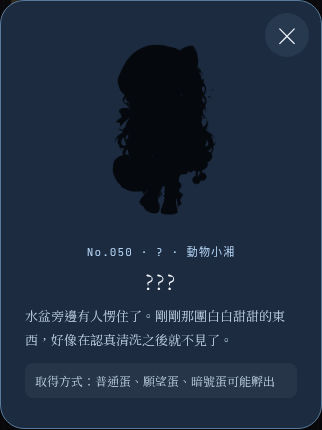 No.050 · ? · 動物小湘
???
水盆旁邊有人愣住了。剛剛那團白白甜甜的東
西，好像在認真清洗之後就不見了。
取得方式：普通蛋、願望蛋、暗號蛋可能孵出